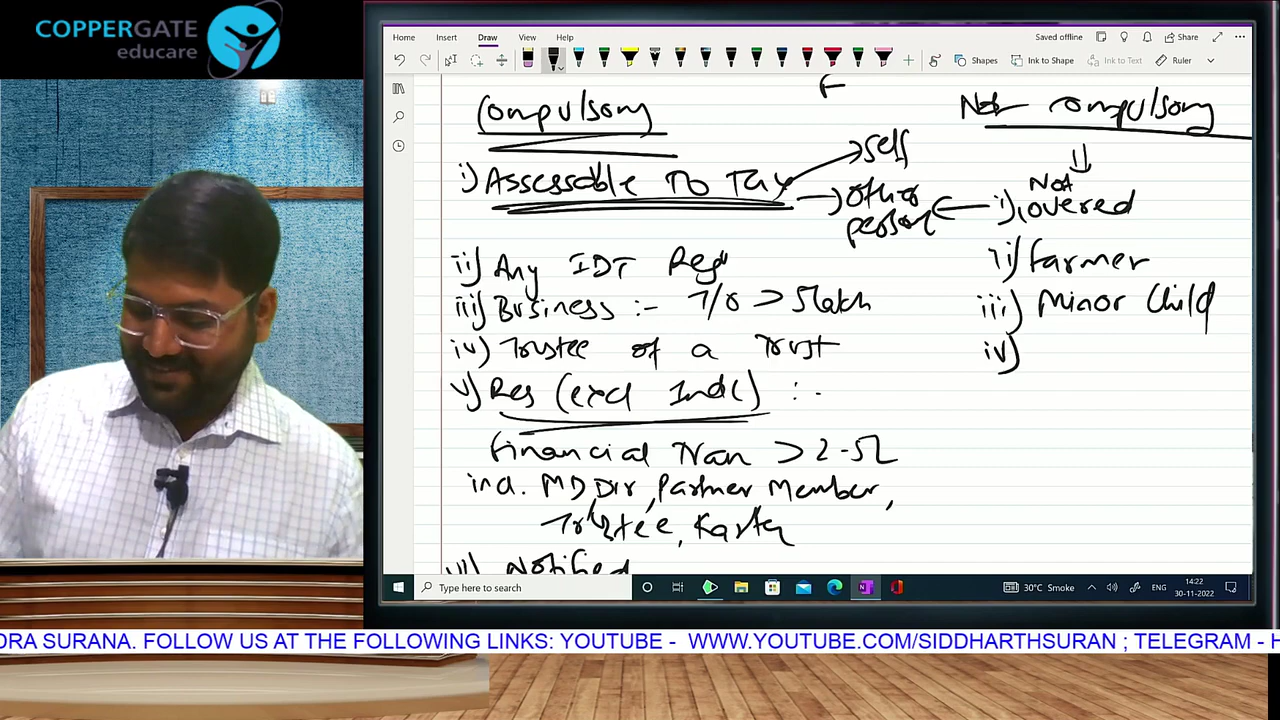 COPPERGATE
educare
Home Insert Draw View Help
Saved offline
Share
Shapes
Ink to Shape
Ink to Text
Ruler
Compulsory
Not compulsory
i) Assessable To Tax
self
other
person
Not
i) covered
ii) Any IDT Regn
ii) Farmer
iii) Business :- T/O > 5lakh
iii) Minor Child
iv) Trustee of a Trust
iv)
v) Res (excl Indl) :-
Financial Tran > 2.5L
incl. MD, Dir, Partner Member,
Trustee, Karta
vi) Notified
Type here to search
30°C Smoke
ENG
14:22
30-11-2022
DRA SURANA. FOLLOW US AT THE FOLLOWING LINKS: YOUTUBE - WWW.YOUTUBE.COM/SIDDHARTHSURAN ; TELEGRAM - H